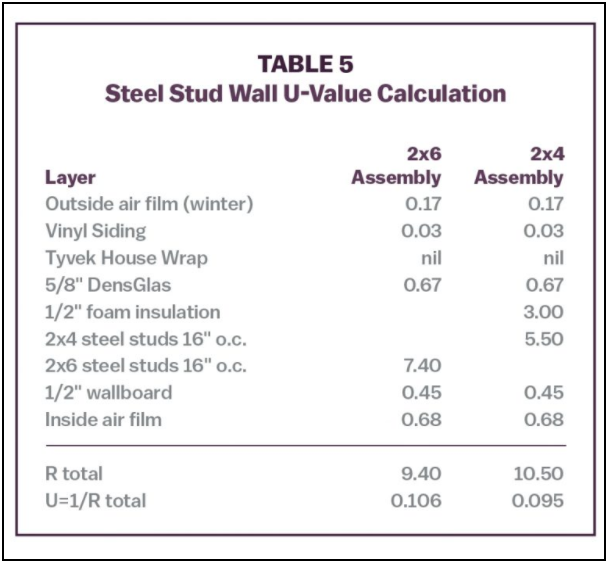 TABLE 5
Steel Stud Wall U-Value Calculation
2x6 2x4
Layer Assembly Assembly
Outside air film (winter) 0.17 0.17
Vinyl Siding 0.03 0.03
Tyvek House Wrap nil nil
5/8" DensGlas 0.67 0.67
1/2" foam insulation 3.00
2x4 steel studs 16" o.c. 5.50
2x6 steel studs 16" o.c. 7.40
1/2" wallboard 0.45 0.45
Inside air film 0.68 0.68
R total 9.40 10.50
U=1/R total 0.106 0.095